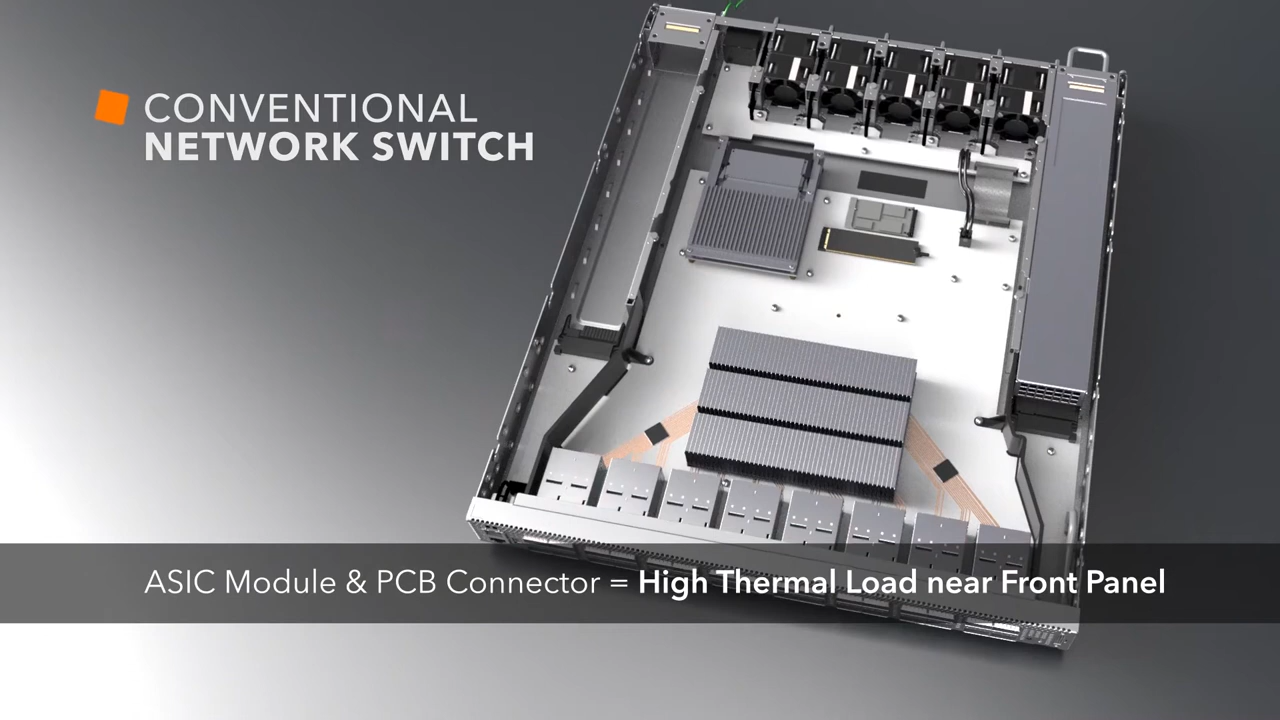 CONVENTIONAL
NETWORK SWITCH
ASIC Module & PCB Connector = High Thermal Load near Front Panel